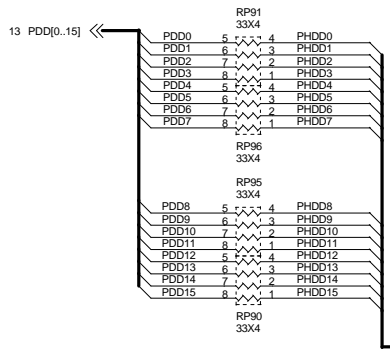 RP91
33X4
13 PDD[0..15]
PDD0 5 4 PHDD0
PDD1 6 3 PHDD1
PDD2 7 2 PHDD2
PDD3 8 1 PHDD3
PDD4 5 4 PHDD4
PDD5 6 3 PHDD5
PDD6 7 2 PHDD6
PDD7 8 1 PHDD7
RP96
33X4
RP95
33X4
PDD8 5 4 PHDD8
PDD9 6 3 PHDD9
PDD10 7 2 PHDD10
PDD11 8 1 PHDD11
PDD12 5 4 PHDD12
PDD13 6 3 PHDD13
PDD14 7 2 PHDD14
PDD15 8 1 PHDD15
RP90
33X4